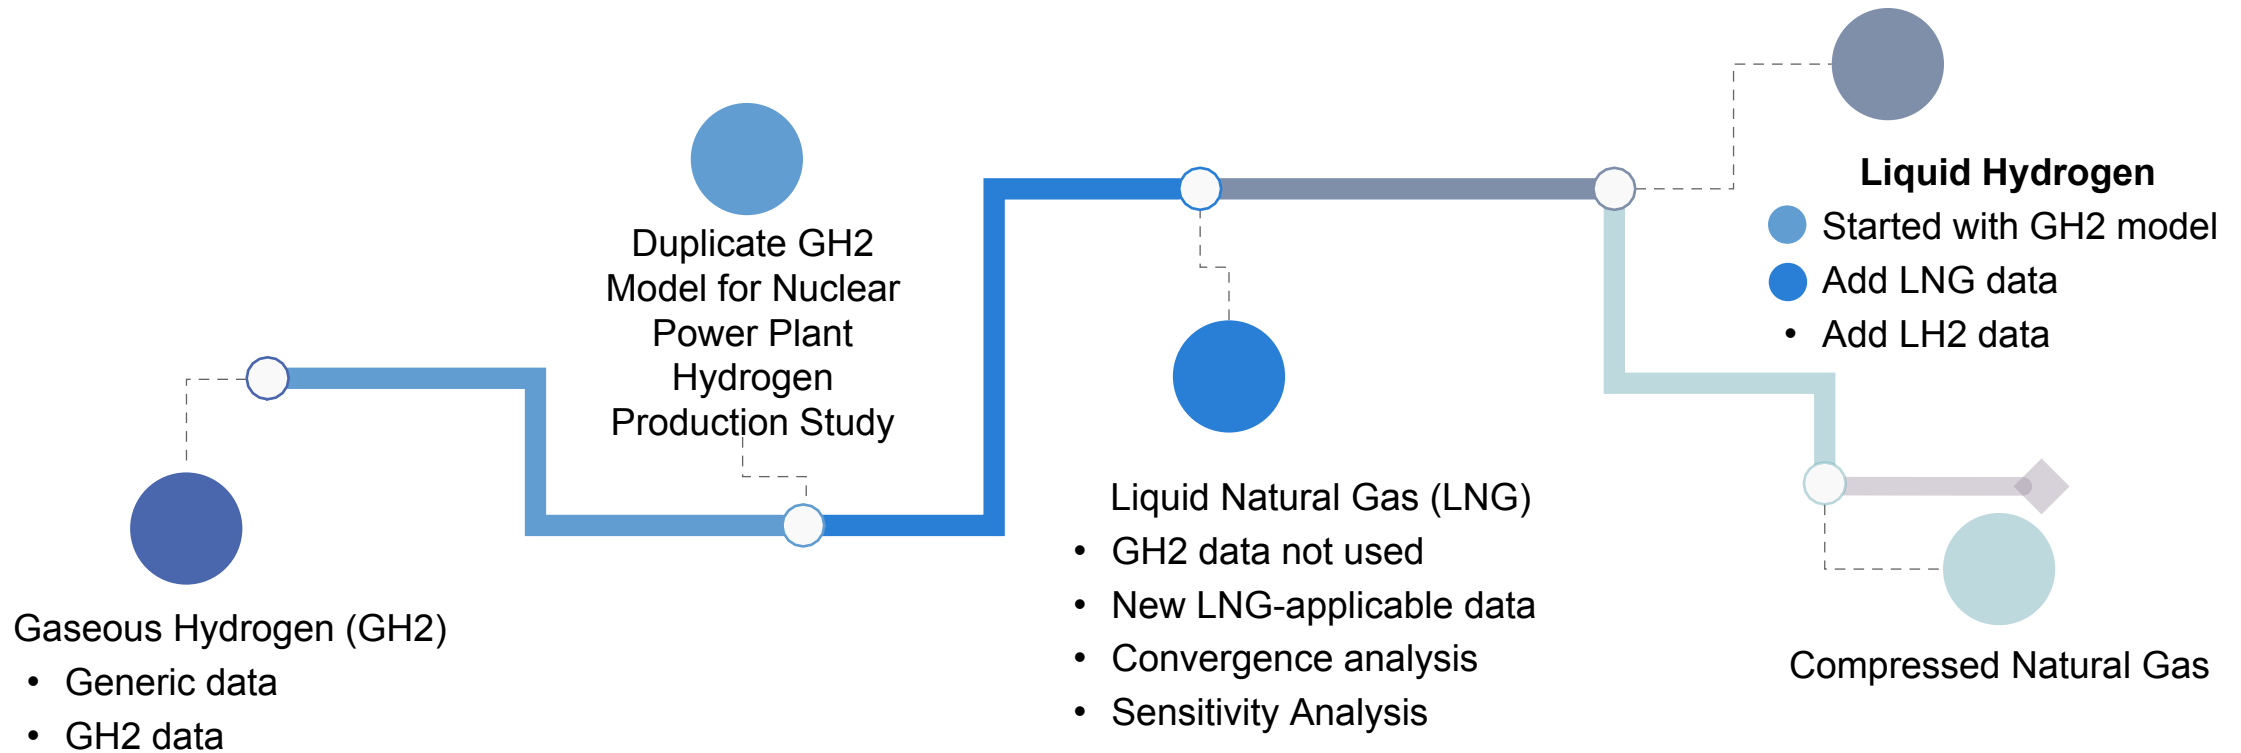 Gaseous Hydrogen (GH2)
• Generic data
• GH2 data
Duplicate GH2
Model for Nuclear
Power Plant
Hydrogen
Production Study
Liquid Natural Gas (LNG)
• GH2 data not used
• New LNG-applicable data
• Convergence analysis
• Sensitivity Analysis
Liquid Hydrogen
Started with GH2 model
Add LNG data
• Add LH2 data
Compressed Natural Gas